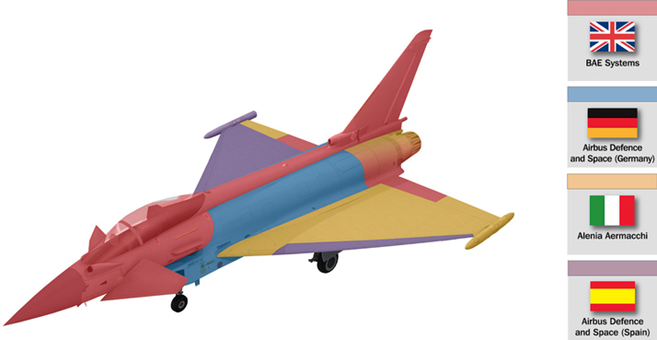 BAE Systems
Airbus Defence
and Space (Germany)
Alenia Aermacchi
Airbus Defence
and Space (Spain)